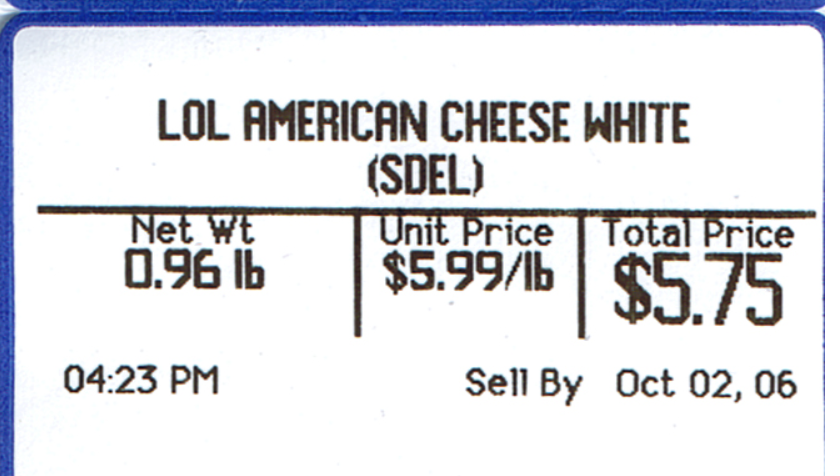 LOL AMERICAN CHEESE WHITE
(SDEL)
Net Wt Unit Price Total Price
0.96 lb $5.99/lb $5.75
04:23 PM Sell By Oct 02, 06